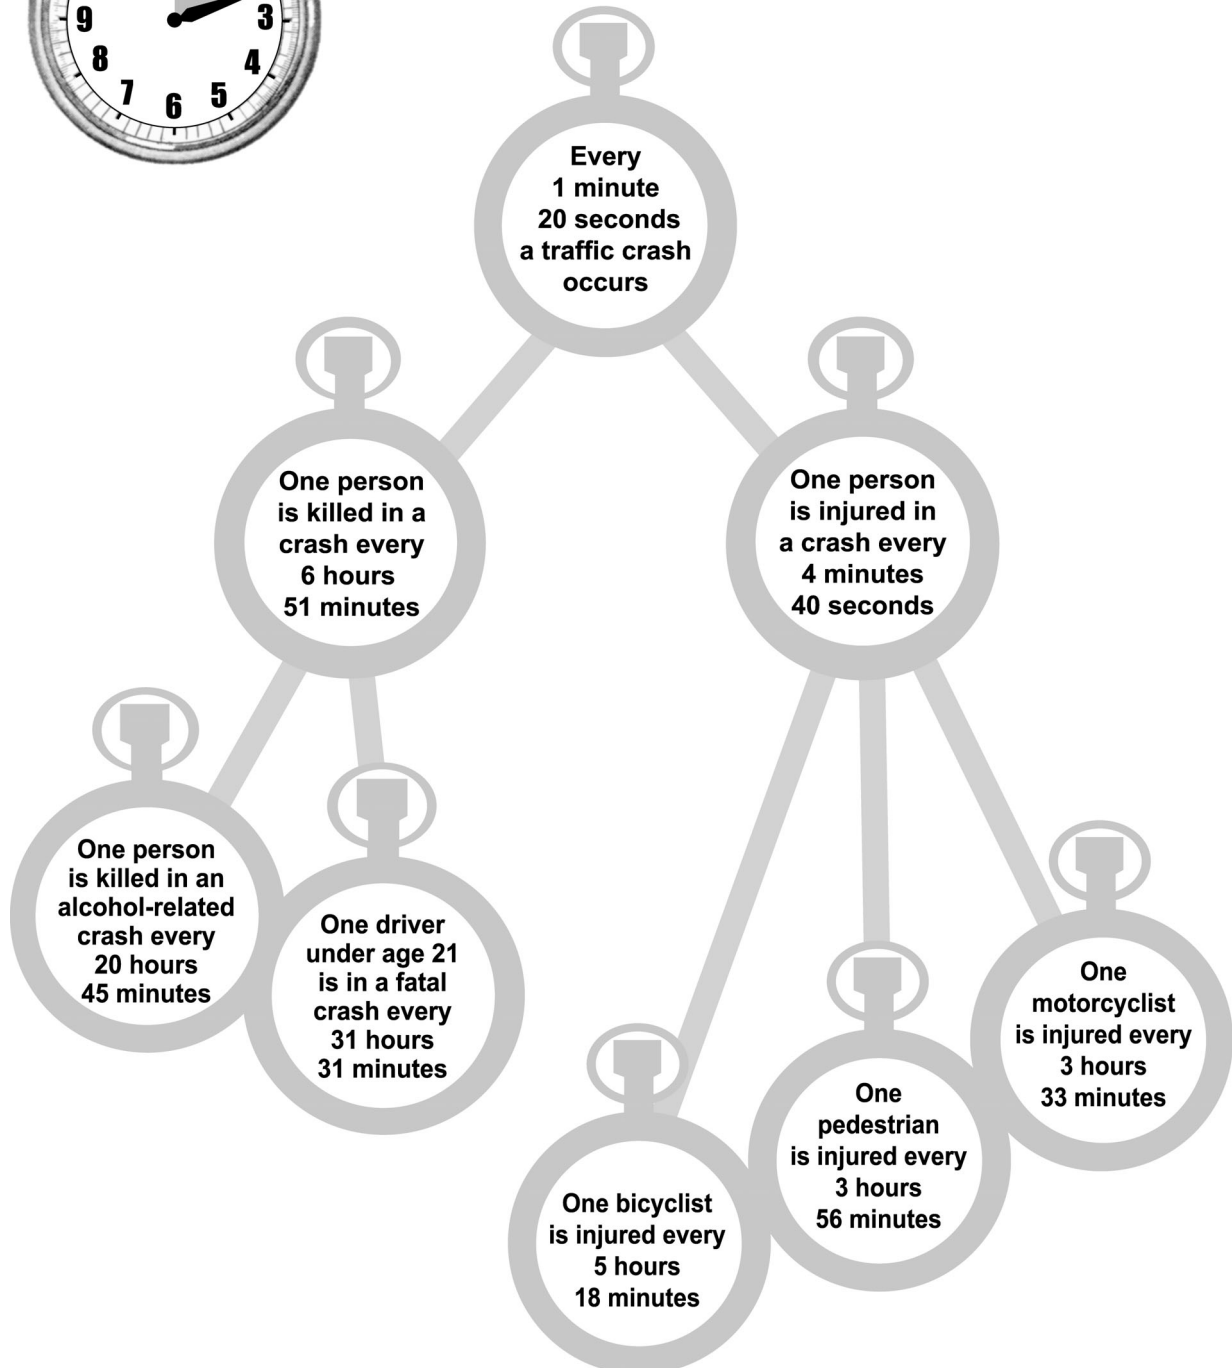 9
3
8
4
7
5
6
Every
1 minute
20 seconds
a traffic crash
occurs
One person
is killed in a
crash every
6 hours
51 minutes
One person
is injured in
a crash every
4 minutes
40 seconds
One person
is killed in an
alcohol-related
crash every
20 hours
45 minutes
One driver
under age 21
is in a fatal
crash every
31 hours
31 minutes
One bicyclist
is injured every
5 hours
18 minutes
One
pedestrian
is injured every
3 hours
56 minutes
One
motorcyclist
is injured every
3 hours
33 minutes